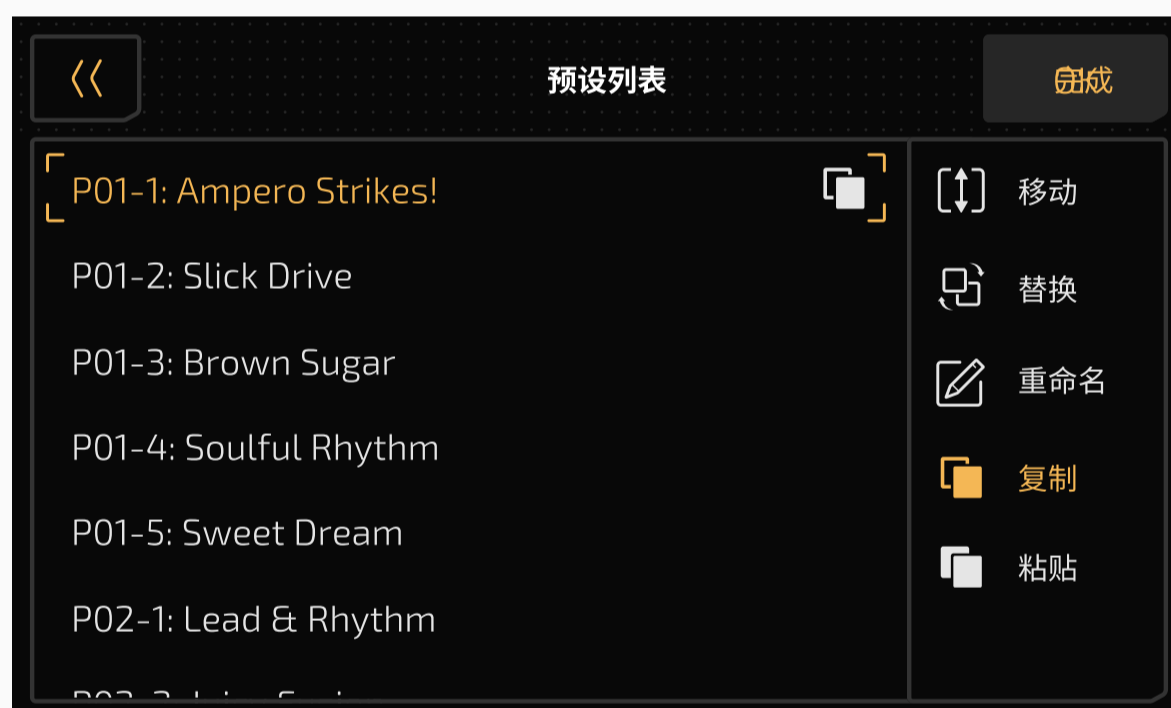 预设列表
P01-1: Ampero Strikes!
移动
P01-2: Slick Drive
替换
P01-3: Brown Sugar
重命名
P01-4: Soulful Rhythm
复制
P01-5: Sweet Dream
粘贴
P02-1: Lead & Rhythm